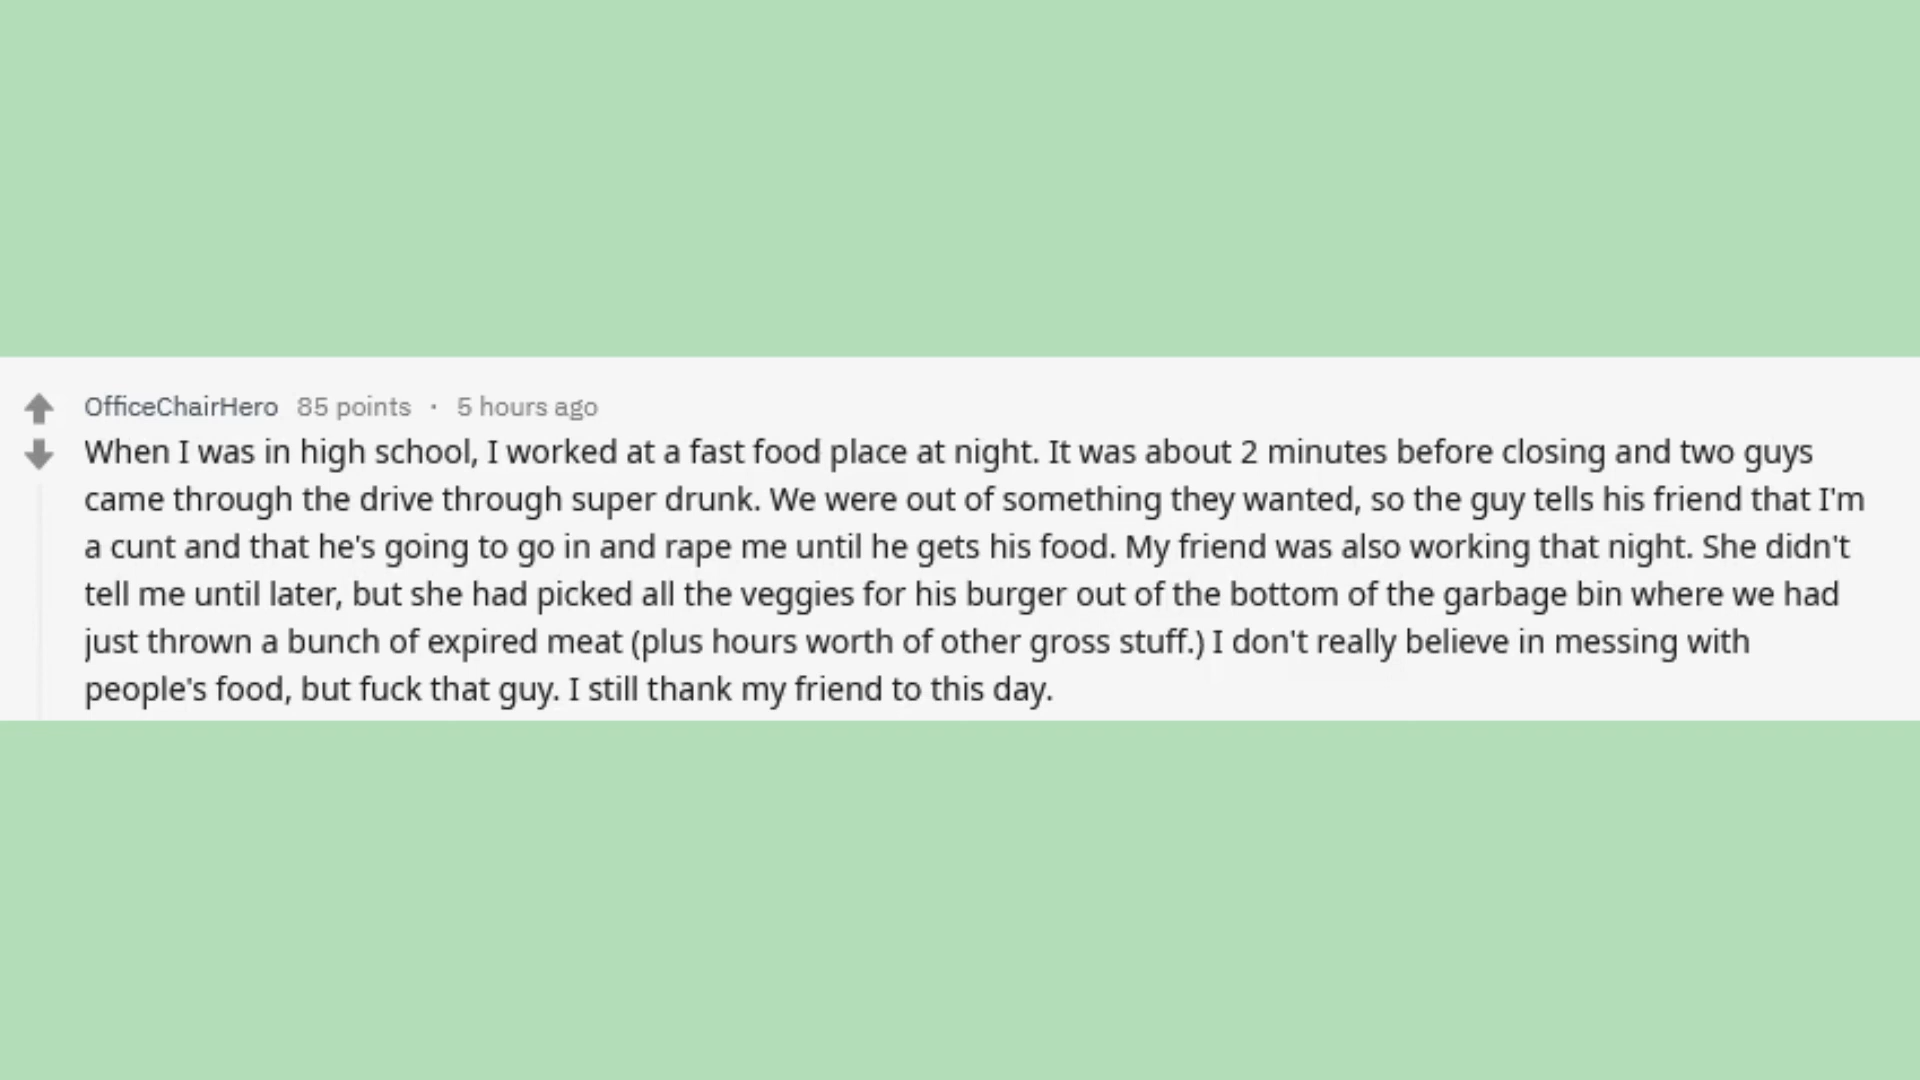 OfficeChairHero 85 points · 5 hours ago
When I was in high school, I worked at a fast food place at night. It was about 2 minutes before closing and two guys
came through the drive through super drunk. We were out of something they wanted, so the guy tells his friend that I'm
a cunt and that he's going to go in and rape me until he gets his food. My friend was also working that night. She didn't
tell me until later, but she had picked all the veggies for his burger out of the bottom of the garbage bin where we had
just thrown a bunch of expired meat (plus hours worth of other gross stuff.) I don't really believe in messing with
people's food, but fuck that guy. I still thank my friend to this day.